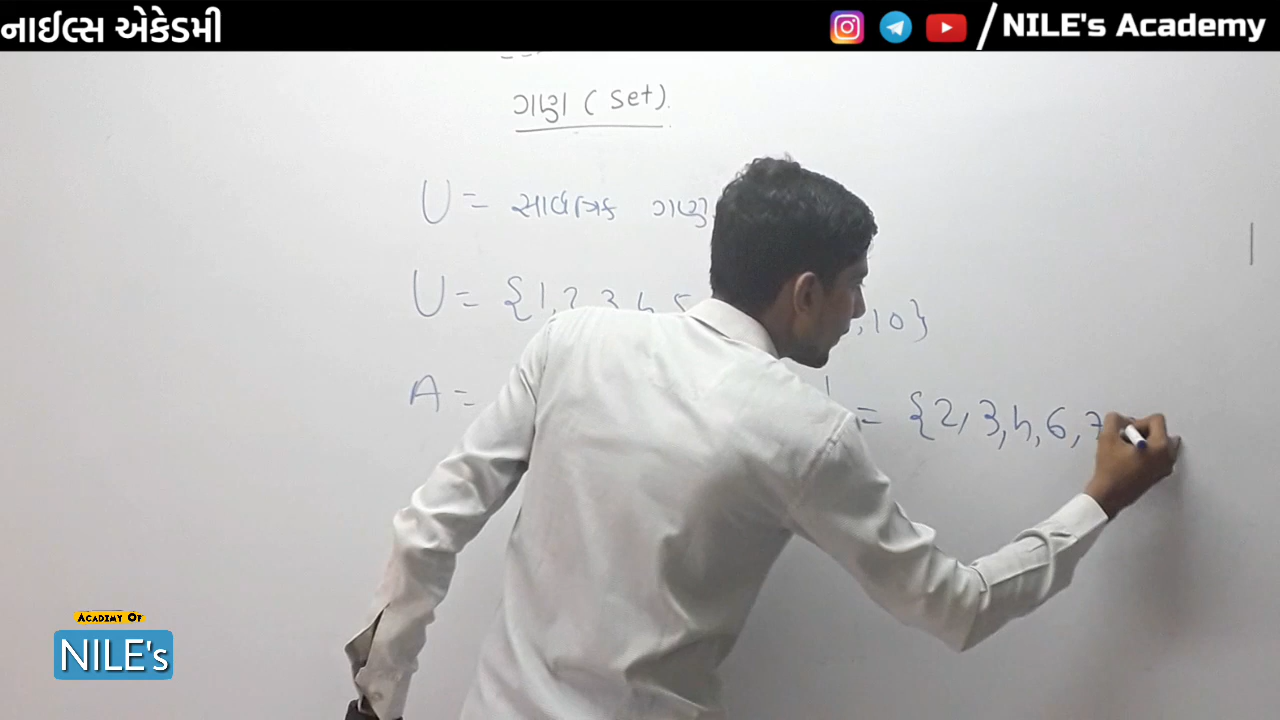 નાઈલ્સ એકેડમી
/NILE's Academy
ગણ (Set).
U = સાર્વત્રિક ગણ
U = {1,2,3,4,5 ,10}
A = = {2,3,4,6,7
ACADEMY OF
NILE's